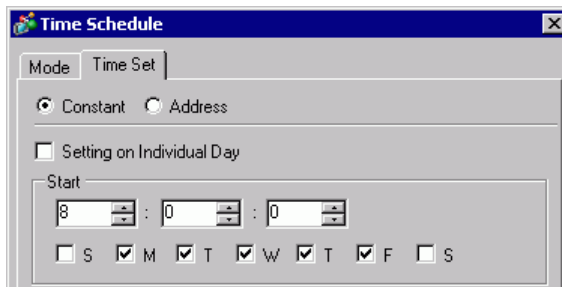 Time Schedule
Mode Time Set
Constant Address
Setting on Individual Day
Start
8 : 0 : 0
S M T W T F S